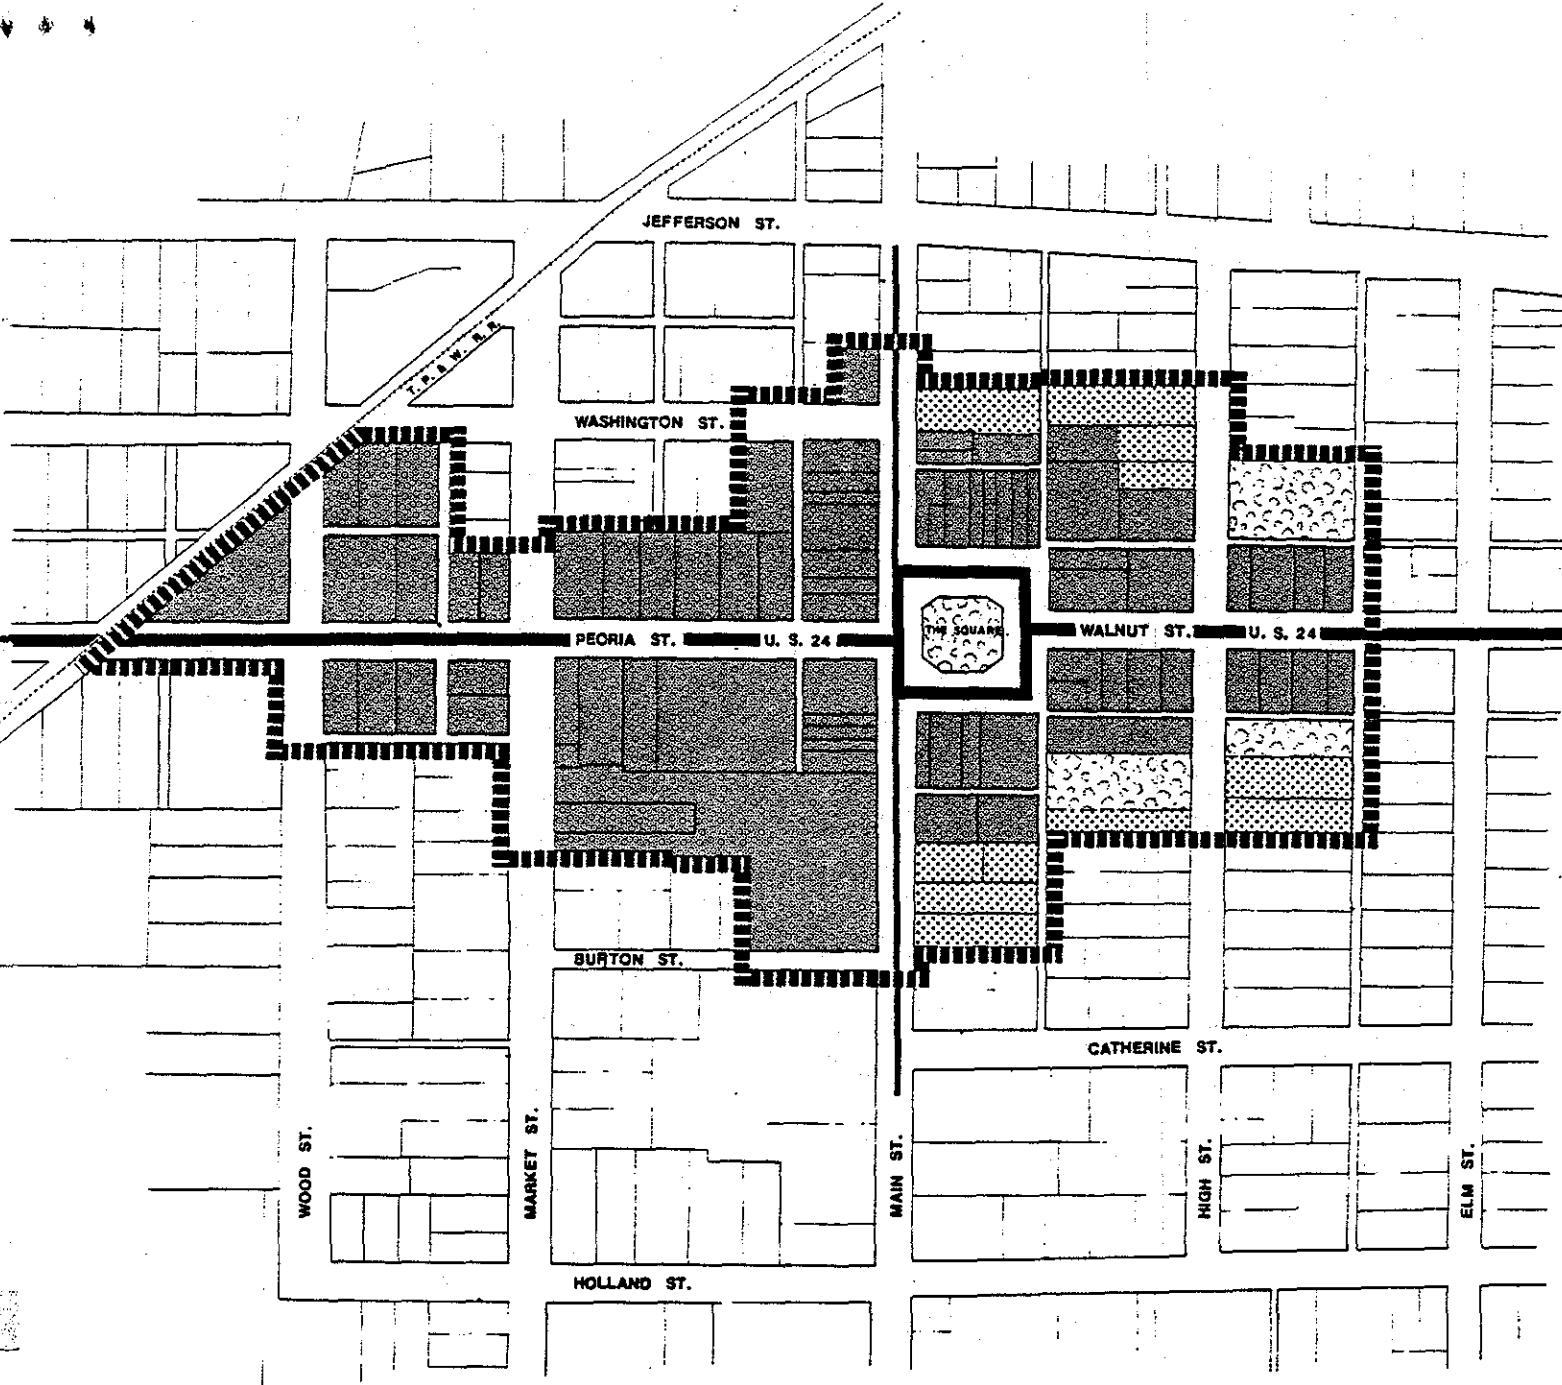 JEFFERSON ST.
T. P. & W. R. R.
WASHINGTON ST.
PEORIA ST.
U. S. 24
THE SQUARE
WALNUT ST.
U. S. 24
BURTON ST.
CATHERINE ST.
WOOD ST.
MARKET ST.
MAIN ST.
HIGH ST.
ELM ST.
HOLLAND ST.